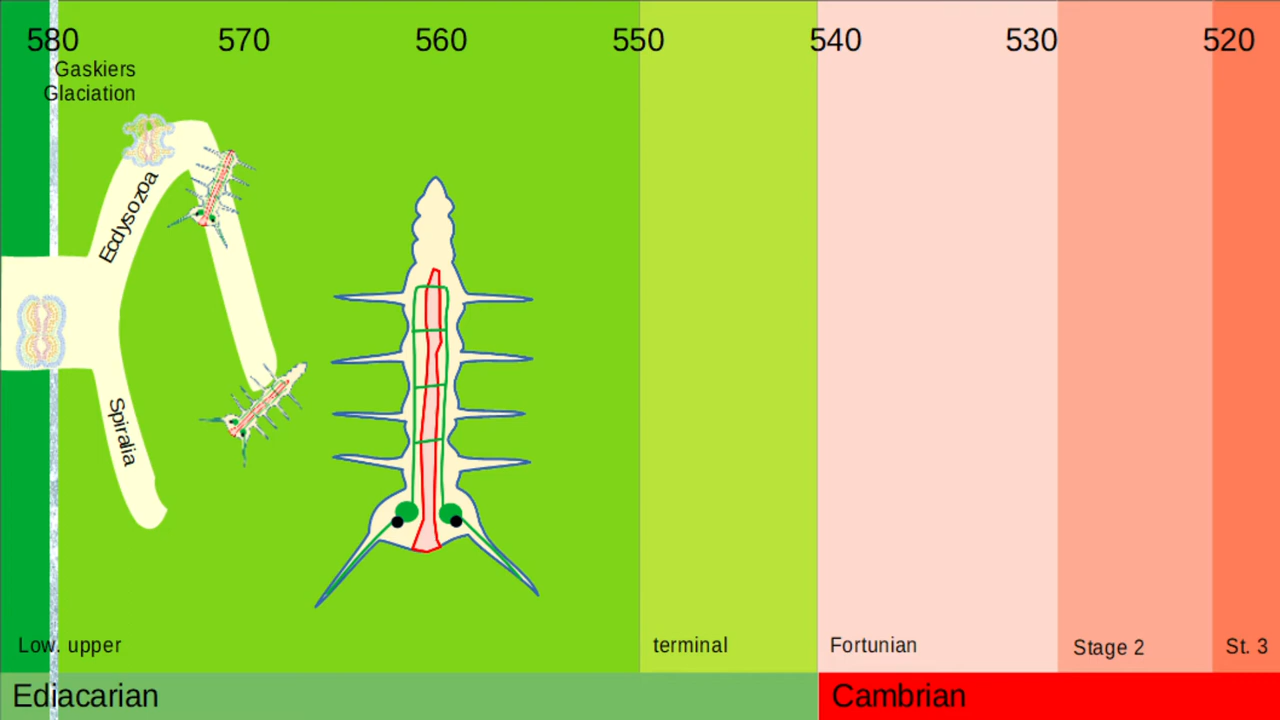 580 570 560 550 540 530 520
Gaskiers
Glaciation
Ecdysozoa
Spiralia
Low. upper terminal Fortunian Stage 2 St. 3
Ediacarian Cambrian